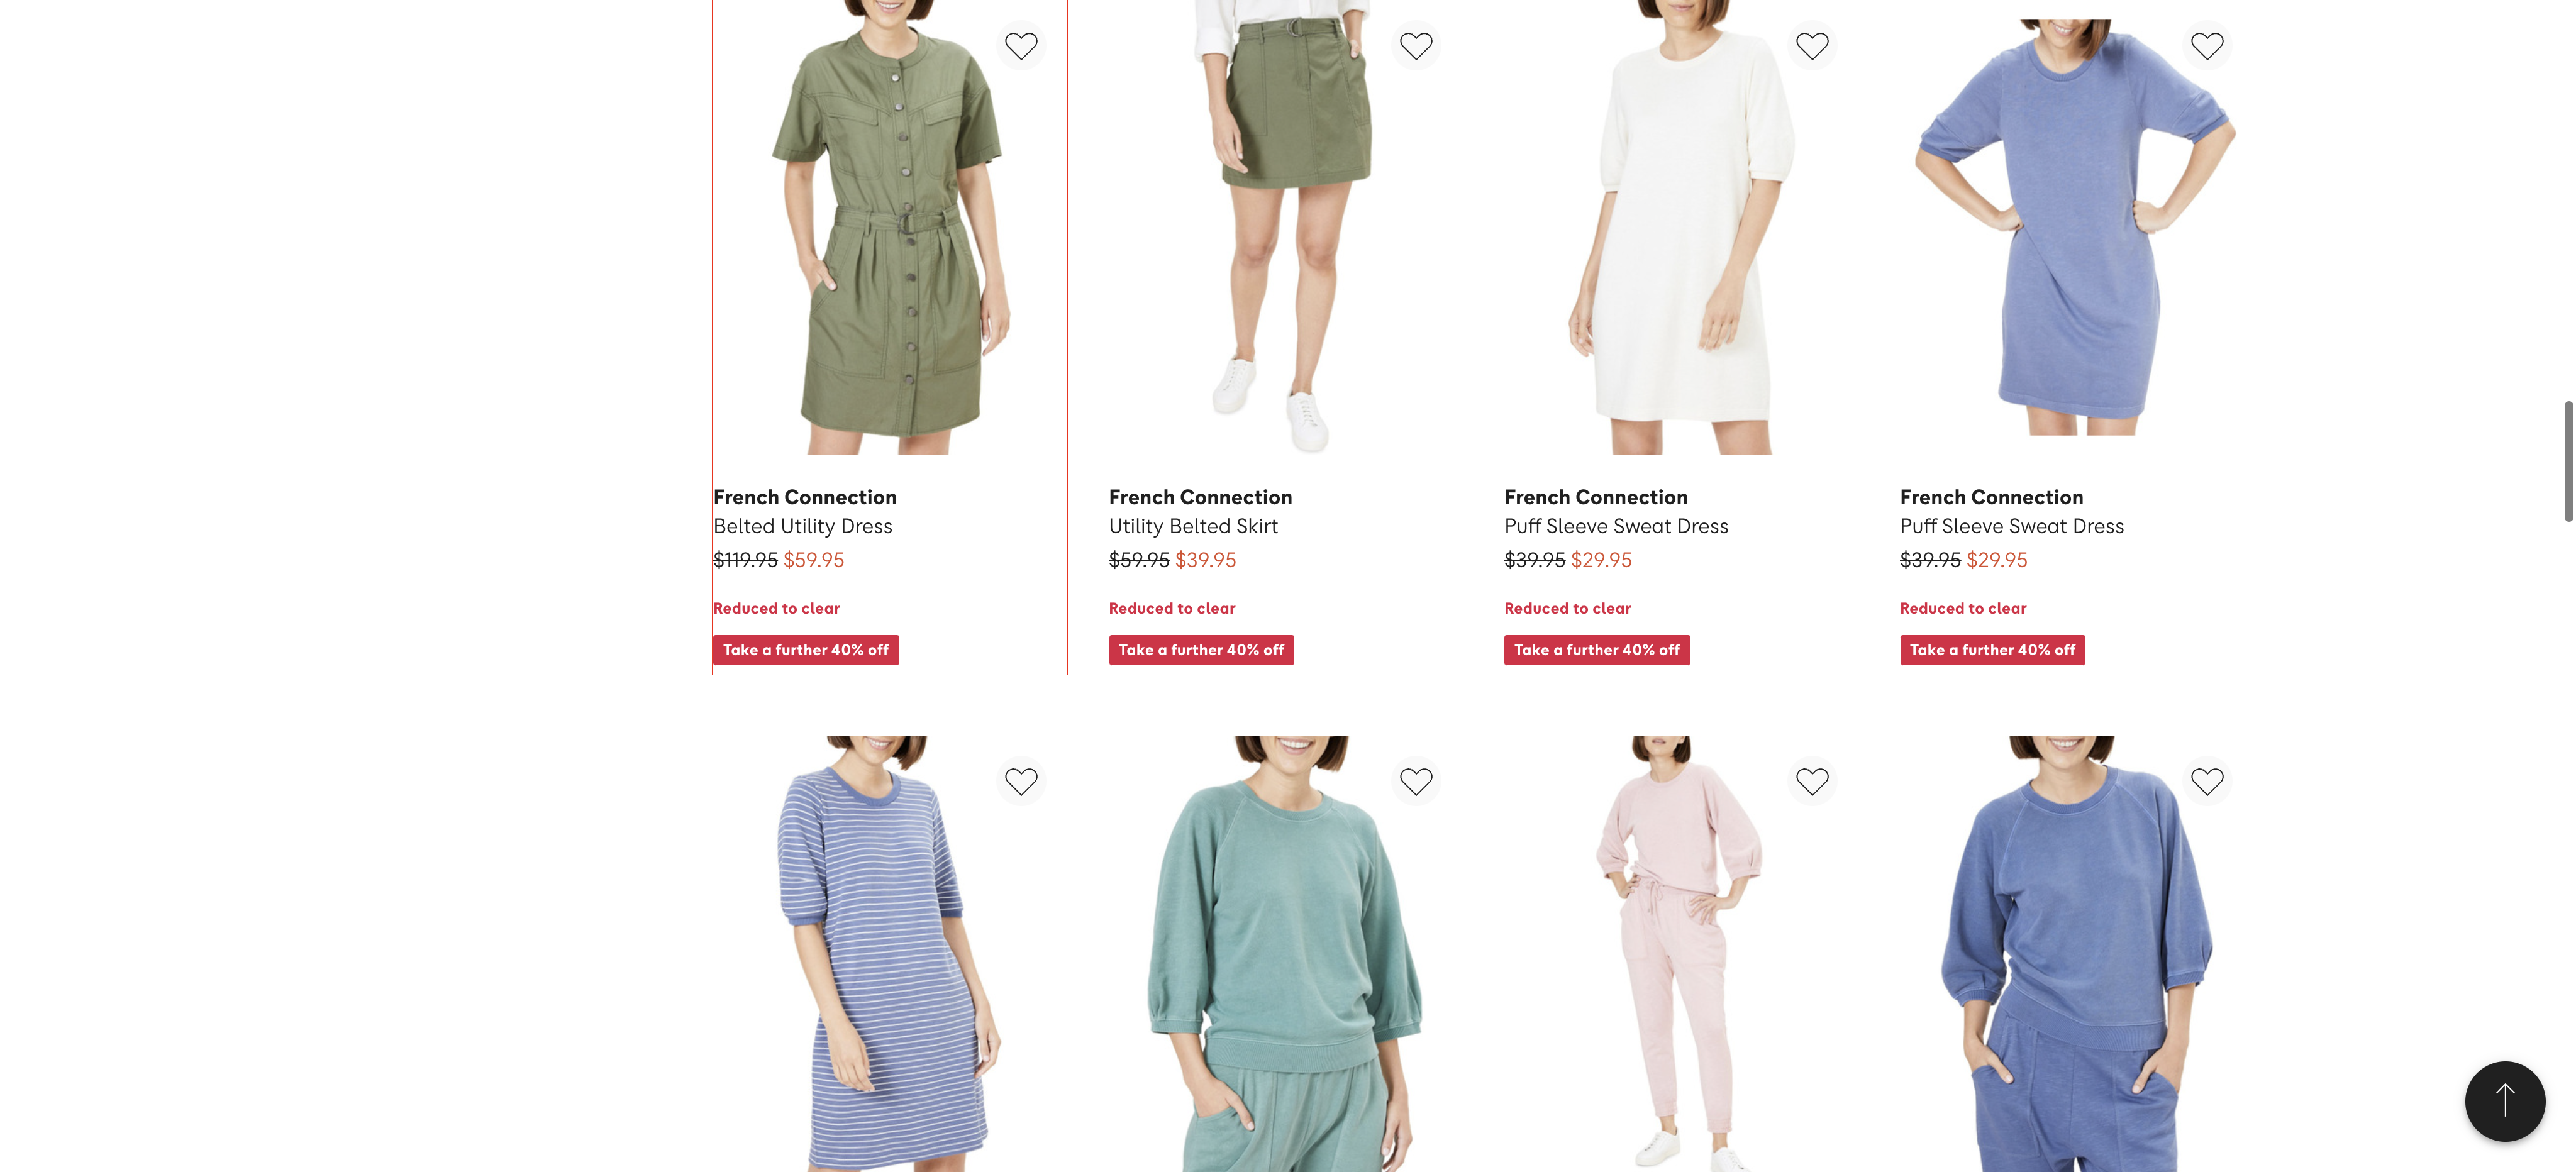 French Connection
Belted Utility Dress
$119.95 $59.95
Reduced to clear
Take a further 40% off
French Connection
Utility Belted Skirt
$59.95 $39.95
Reduced to clear
Take a further 40% off
French Connection
Puff Sleeve Sweat Dress
$39.95 $29.95
Reduced to clear
Take a further 40% off
French Connection
Puff Sleeve Sweat Dress
$39.95 $29.95
Reduced to clear
Take a further 40% off